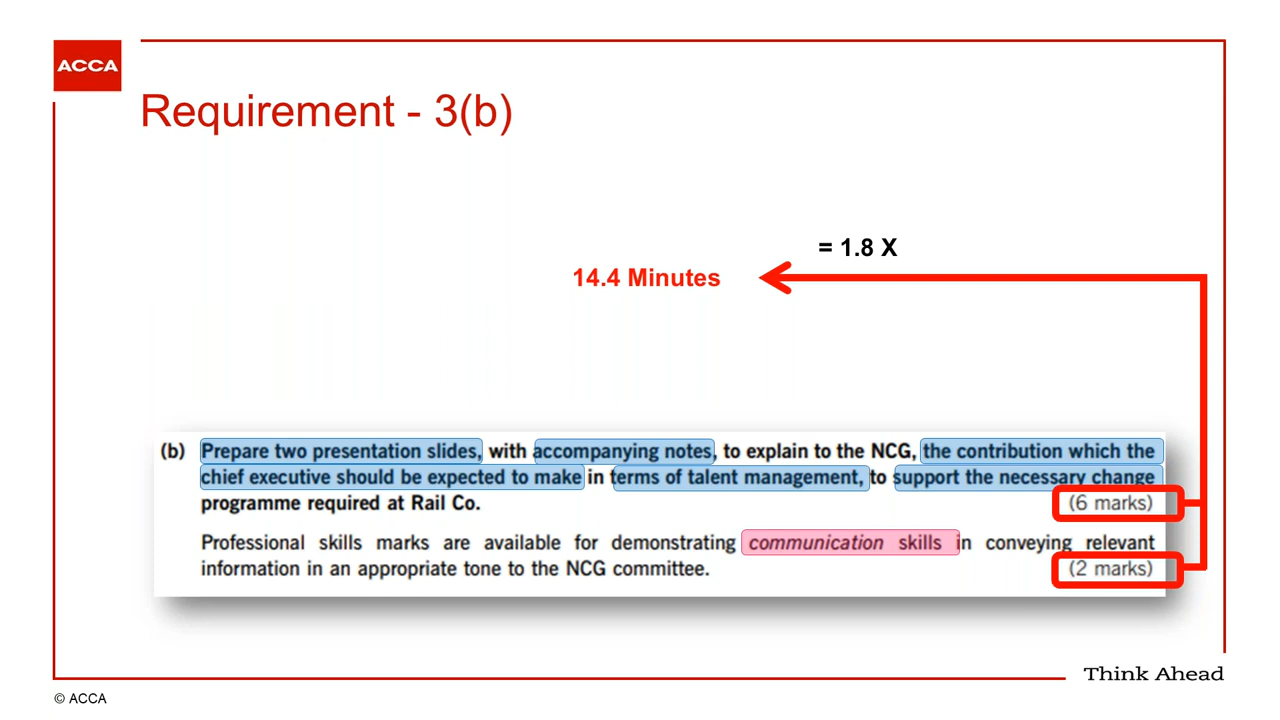 ACCA
Requirement - 3(b)
= 1.8 X
14.4 Minutes
(b) Prepare two presentation slides, with accompanying notes, to explain to the NCG, the contribution which the
chief executive should be expected to make in terms of talent management, to support the necessary change
programme required at Rail Co. (6 marks)
Professional skills marks are available for demonstrating communication skills in conveying relevant
information in an appropriate tone to the NCG committee. (2 marks)
Think Ahead
© ACCA